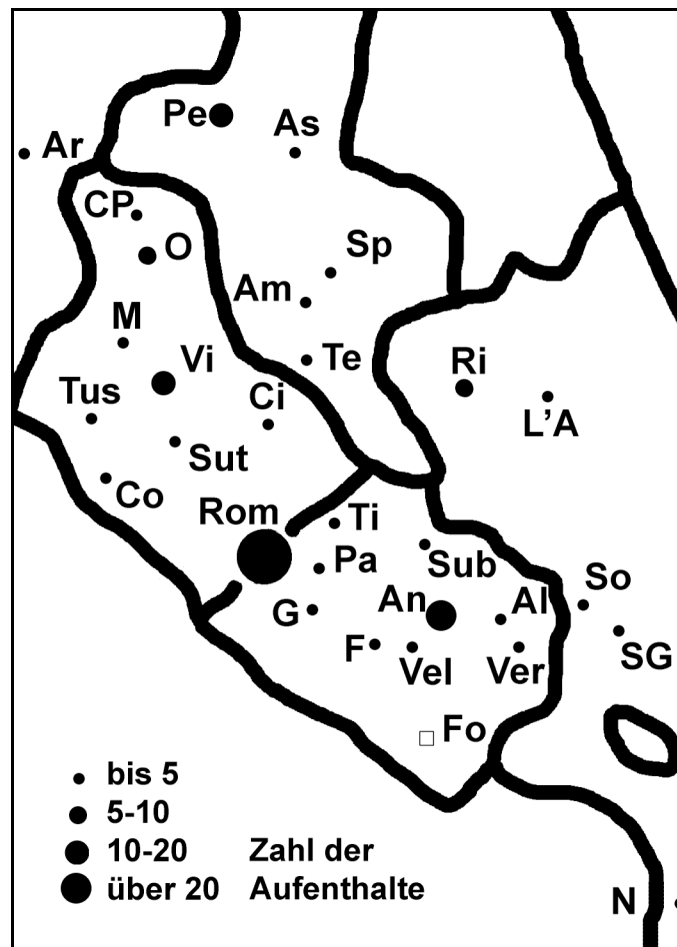 Pe
As
Ar
CP
O
Sp
Am
M
Te
Vi
Ri
Tus
Ci
L’A
Sut
Co
Rom
Ti
Pa
Sub
So
An
Al
G
F
Vel
Ver
SG
Fo
bis 5
5-10
10-20 Zahl der
über 20 Aufenthalte
N